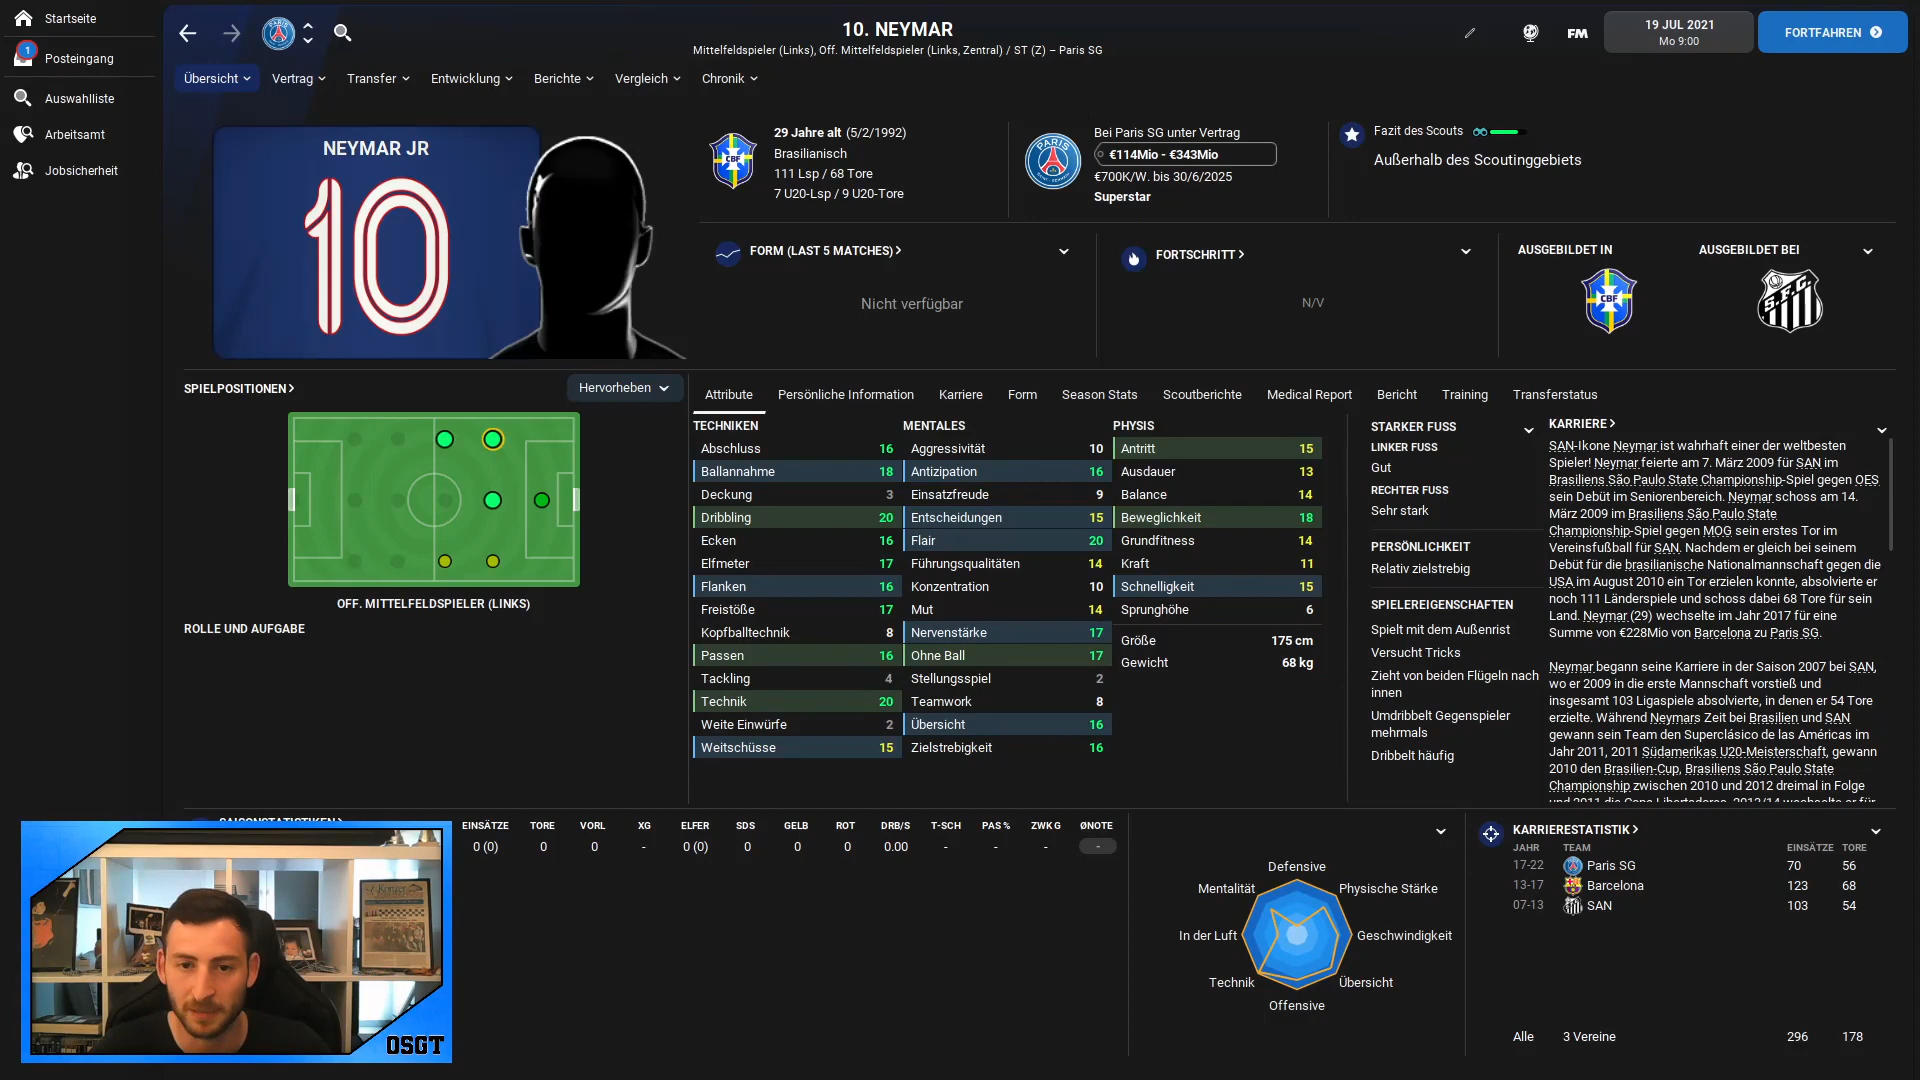 Startseite
1
Posteingang
Auswahlliste
Arbeitsamt
Jobsicherheit
10. NEYMAR
Mittelfeldspieler (Links), Off. Mittelfeldspieler (Links, Zentral) / ST (Z) – Paris SG
FM
19 JUL 2021
Mo 9:00
FORTFAHREN
Übersicht
Vertrag
Transfer
Entwicklung
Berichte
Vergleich
Chronik
NEYMAR JR
10
CBF
29 Jahre alt (5/2/1992)
Brasilianisch
111 Lsp / 68 Tore
7 U20-Lsp / 9 U20-Tore
PARIS
Bei Paris SG unter Vertrag
€114Mio - €343Mio
€700K/W. bis 30/6/2025
Superstar
Fazit des Scouts
Außerhalb des Scoutinggebiets
FORM (LAST 5 MATCHES)
Nicht verfügbar
FORTSCHRITT
N/V
AUSGEBILDET IN
CBF
AUSGEBILDET BEI
S.F.C.
SPIELPOSITIONEN
Hervorheben
OFF. MITTELFELDSPIELER (LINKS)
ROLLE UND AUFGABE
Attribute
Persönliche Information
Karriere
Form
Season Stats
Scoutberichte
Medical Report
Bericht
Training
Transferstatus
TECHNIKEN
Abschluss 16
Ballannahme 18
Deckung 3
Dribbling 20
Ecken 16
Elfmeter 17
Flanken 16
Freistöße 17
Kopfballtechnik 8
Passen 16
Tackling 4
Technik 20
Weite Einwürfe 2
Weitschüsse 15
MENTALES
Aggressivität 10
Antizipation 16
Einsatzfreude 9
Entscheidungen 15
Flair 20
Führungsqualitäten 14
Konzentration 10
Mut 14
Nervenstärke 17
Ohne Ball 17
Stellungsspiel 2
Teamwork 8
Übersicht 16
Zielstrebigkeit 16
PHYSIS
Antritt 15
Ausdauer 13
Balance 14
Beweglichkeit 18
Grundfitness 14
Kraft 11
Schnelligkeit 15
Sprunghöhe 6
Größe 175 cm
Gewicht 68 kg
STARKER FUSS
LINKER FUSS
Gut
RECHTER FUSS
Sehr stark
PERSÖNLICHKEIT
Relativ zielstrebig
SPIELEREIGENSCHAFTEN
Spielt mit dem Außenrist
Versucht Tricks
Zieht von beiden Flügeln nach
innen
Umdribbelt Gegenspieler
mehrmals
Dribbelt häufig
KARRIERE
SAN-Ikone Neymar ist wahrhaft einer der weltbesten
Spieler! Neymar feierte am 7. März 2009 für SAN im
Brasiliens São Paulo State Championship-Spiel gegen OES
sein Debüt im Seniorenbereich. Neymar schoss am 14.
März 2009 im Brasiliens São Paulo State
Championship-Spiel gegen MOG sein erstes Tor im
Vereinsfußball für SAN. Nachdem er gleich bei seinem
Debüt für die brasilianische Nationalmannschaft gegen die
USA im August 2010 ein Tor erzielen konnte, absolvierte er
noch 111 Länderspiele und schoss dabei 68 Tore für sein
Land. Neymar (29) wechselte im Jahr 2017 für eine
Summe von €228Mio von Barcelona zu Paris SG.
Neymar begann seine Karriere in der Saison 2007 bei SAN,
wo er 2009 in die erste Mannschaft vorstieß und
insgesamt 103 Ligaspiele absolvierte, in denen er 54 Tore
erzielte. Während Neymars Zeit bei Brasilien und SAN
gewann sein Team den Superclásico de las Américas im
Jahr 2011, 2011 Südamerikas U20-Meisterschaft, gewann
2010 den Brasilien-Cup, Brasiliens São Paulo State
Championship zwischen 2010 und 2012 dreimal in Folge
und 2011 die Copa Libertadores. 2013/14 wechselte er für
SAISONSTATISTIKEN
EINSÄTZE TORE VORL XG ELFER SDS GELB ROT DRB/S T-SCH PAS % ZWK G ØNOTE
0 (0) 0 0 - 0 (0) 0 0 0 0.00 - - - -
OSGT
Defensive
Mentalität
Physische Stärke
In der Luft
Geschwindigkeit
Technik
Übersicht
Offensive
KARRIERESTATISTIK
JAHR TEAM EINSÄTZE TORE
17-22 Paris SG 70 56
13-17 Barcelona 123 68
07-13 SAN 103 54
Alle 3 Vereine 296 178